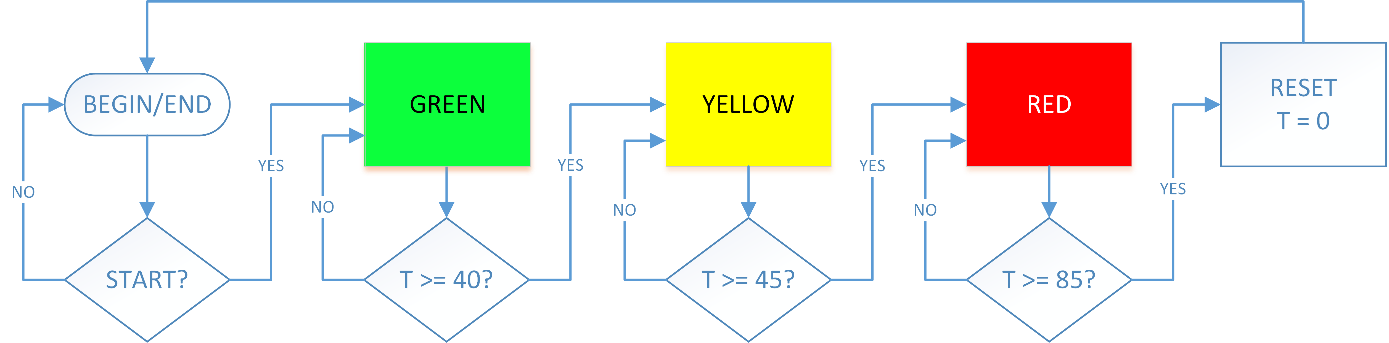 BEGIN/END
NO
START?
YES
GREEN
NO
T >= 40?
YES
YELLOW
NO
T >= 45?
YES
RED
NO
T >= 85?
YES
RESET
T = 0